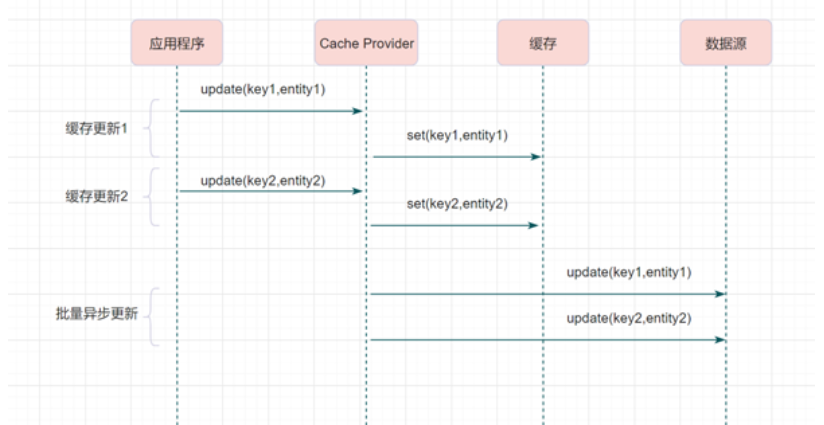 应用程序
Cache Provider
缓存
数据源
update(key1,entity1)
缓存更新1
set(key1,entity1)
update(key2,entity2)
缓存更新2
set(key2,entity2)
update(key1,entity1)
批量异步更新
update(key2,entity2)